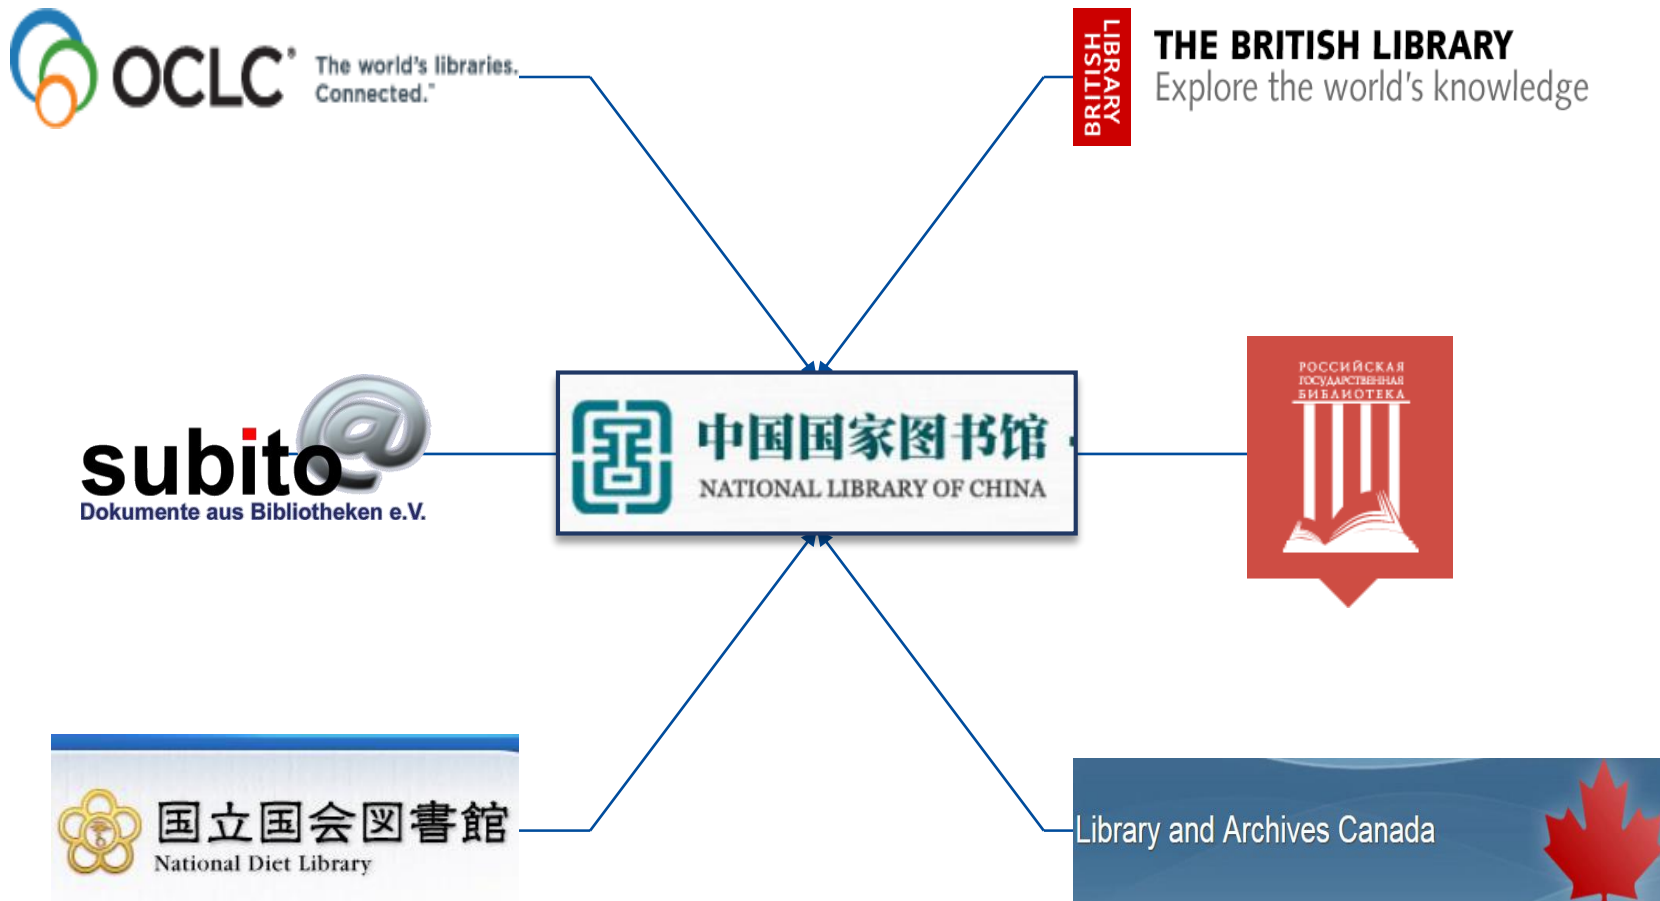 OCLC®
The world's libraries.
Connected.™
LIBRARY
BRITISH
THE BRITISH LIBRARY
Explore the world's knowledge
subito
Dokumente aus Bibliotheken e.V.
中国国家图书馆
NATIONAL LIBRARY OF CHINA
РОССИЙСКАЯ
ГОСУДАРСТВЕННАЯ
БИБЛИОТЕКА
国立国会図書館
National Diet Library
Library and Archives Canada